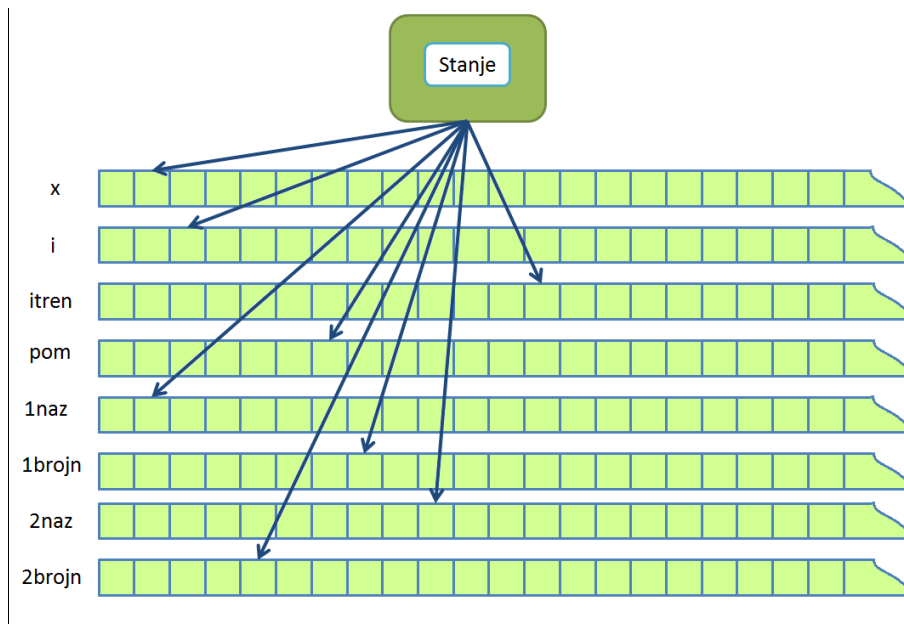 Stanje
x
i
itren
pom
1naz
1brojn
2naz
2brojn